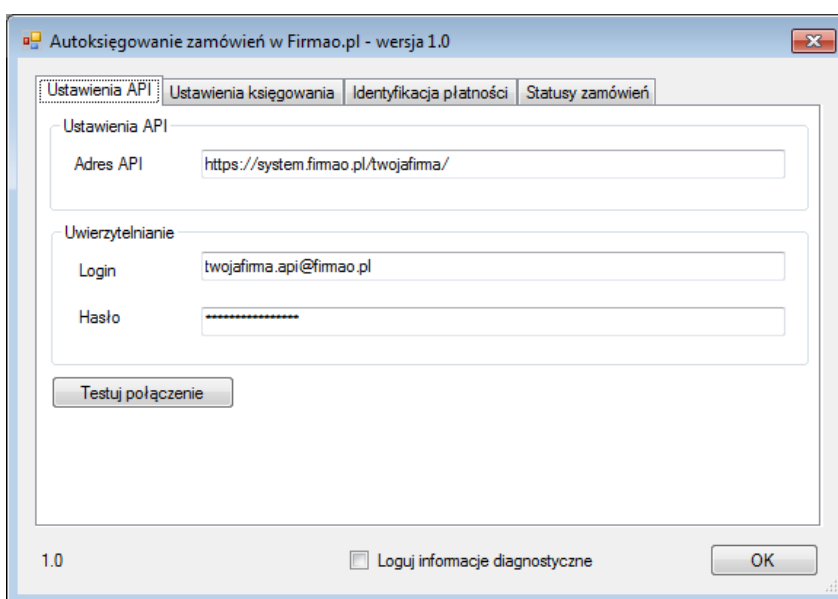 Autoksięgowanie zamówień w Firmao.pl - wersja 1.0
Ustawienia API Ustawienia księgowania Identyfikacja płatności Statusy zamówień
Ustawienia API
Adres API https://system.firmao.pl/twojafirma/
Uwierzytelnianie
Login twojafirma.api@firmao.pl
Hasło ****************
Testuj połączenie
1.0 Loguj informacje diagnostyczne OK